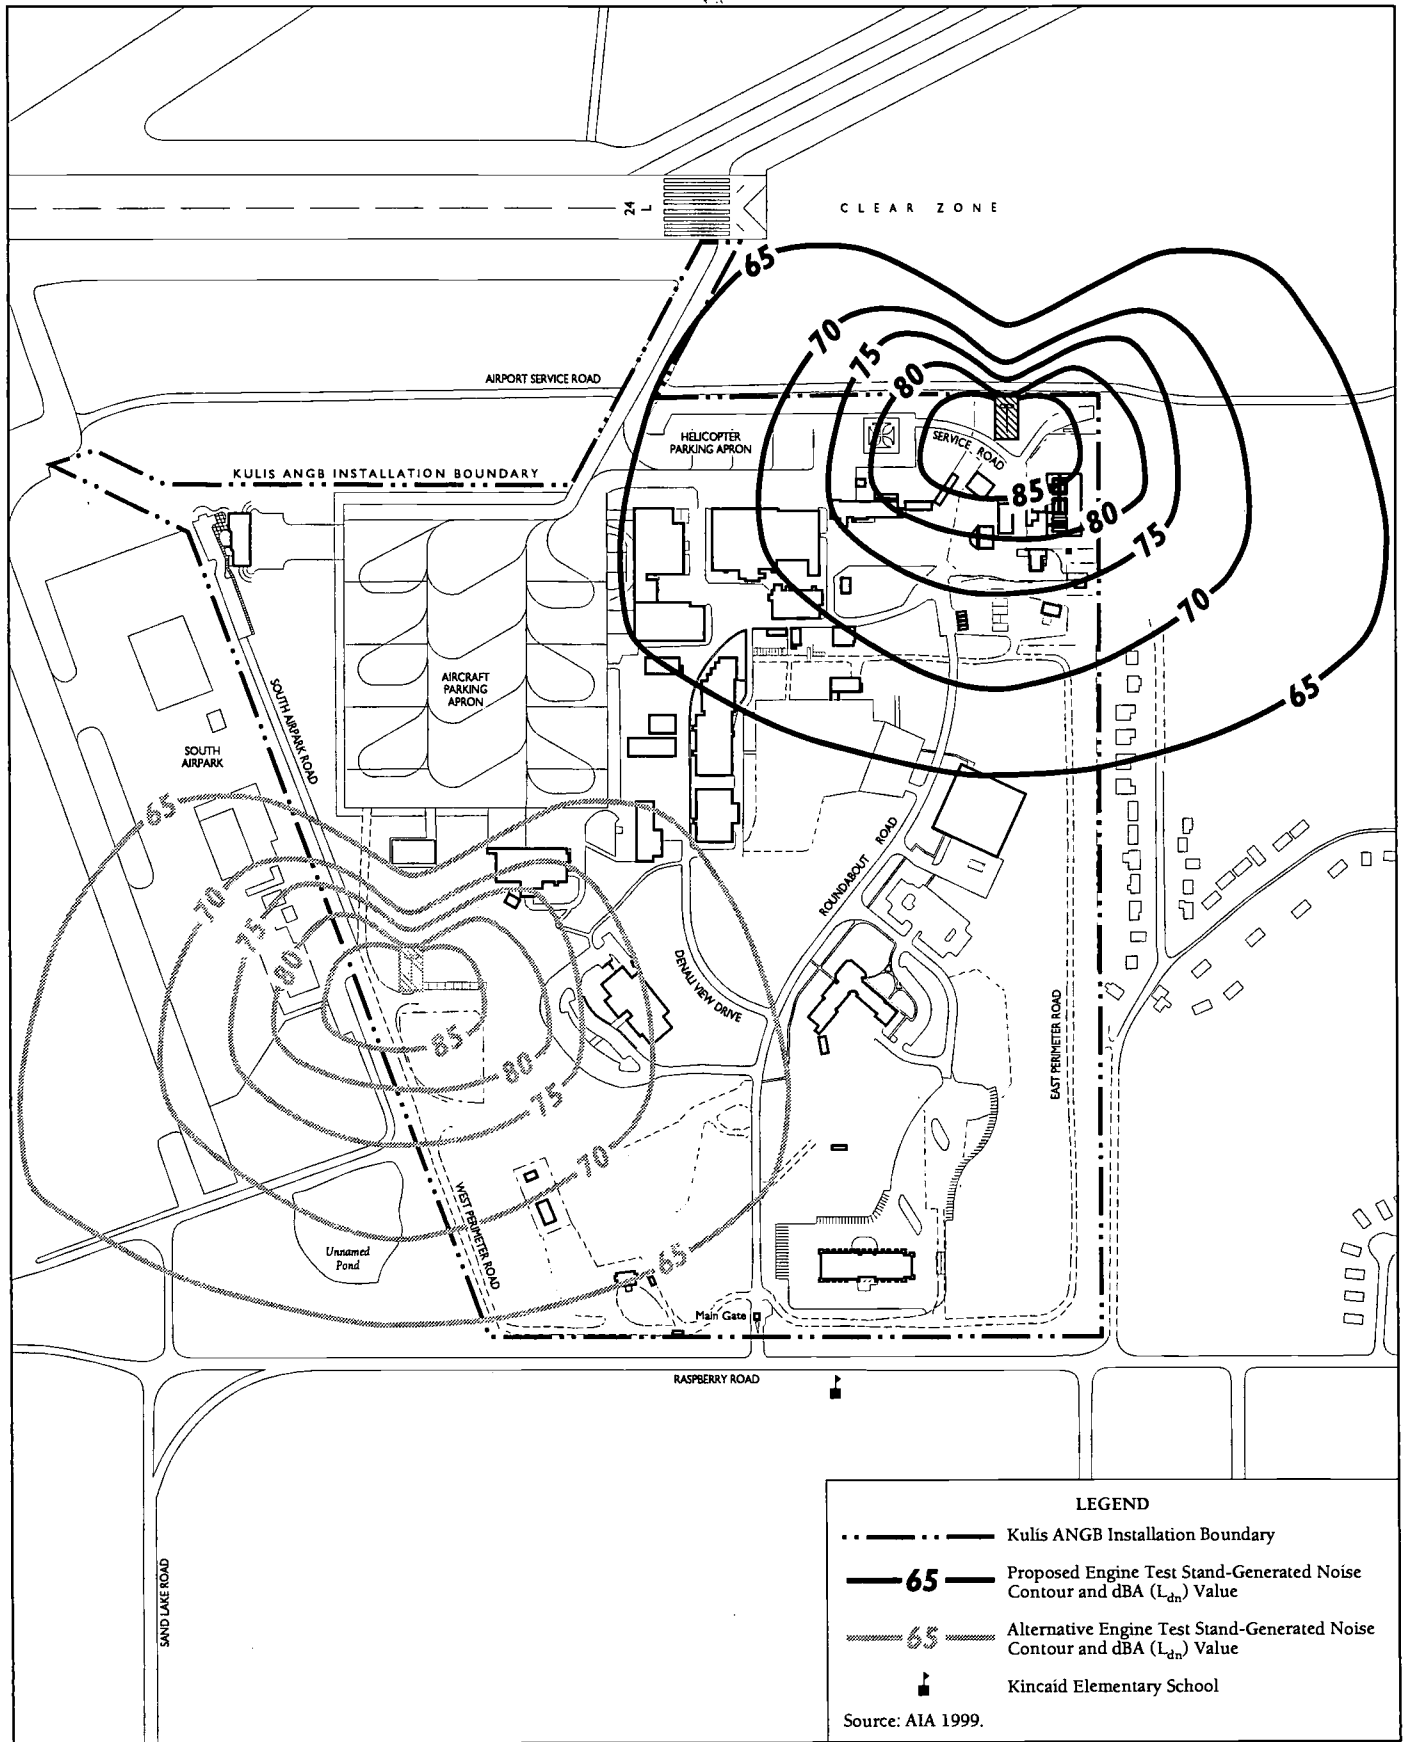 24
L
CLEAR ZONE
65
70
75
80
AIRPORT SERVICE ROAD
HELICOPTER
PARKING APRON
SERVICE ROAD
KULIS ANGB INSTALLATION BOUNDARY
85
80
75
70
65
AIRCRAFT
PARKING
APRON
SOUTH AIRPARK ROAD
SOUTH
AIRPARK
65
70
75
80
85
80
75
70
65
ROUNDABOUT ROAD
DENALI VIEW DRIVE
EAST PERIMETER ROAD
WEST PERIMETER ROAD
Unnamed
Pond
Main Gate
RASPBERRY ROAD
SAND LAKE ROAD
LEGEND
Kulis ANGB Installation Boundary
65 Proposed Engine Test Stand-Generated Noise
Contour and dBA (Ldn) Value
65 Alternative Engine Test Stand-Generated Noise
Contour and dBA (Ldn) Value
Kincaid Elementary School
Source: AIA 1999.